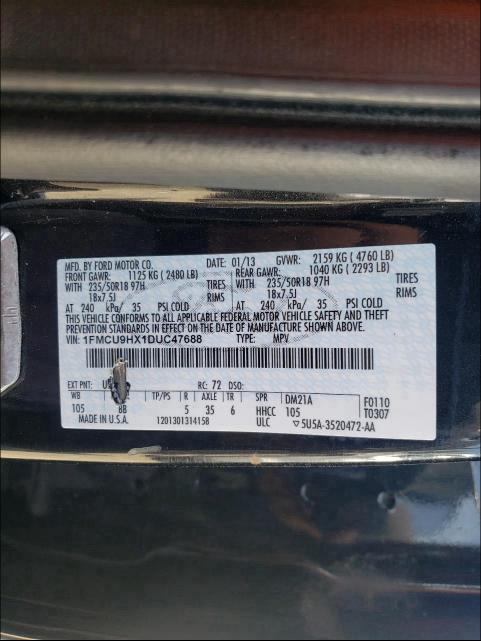 MFD. BY FORD MOTOR CO.
DATE: 01/13 GVWR: 2159 KG ( 4760 LB)
FRONT GAWR: 1125 KG ( 2480 LB) REAR GAWR: 1040 KG ( 2293 LB)
WITH 235/50R18 97H TIRES WITH 235/50R18 97H TIRES
18x7.5J RIMS 18x7.5J RIMS
AT 240 kPa/ 35 PSI COLD AT 240 kPa/ 35 PSI COLD
THIS VEHICLE CONFORMS TO ALL APPLICABLE FEDERAL MOTOR VEHICLE SAFETY AND
THEFT PREVENTION STANDARDS IN EFFECT ON THE DATE OF MANUFACTURE SHOWN ABOVE.
VIN: 1FMCU9HX1DUC47688 TYPE: MPV
EXT PNT: RC: 72 DSO:
WB TP/PS R AXLE TR SPR DM21A F0110
105 BB 5 35 6 HHCC 105 T0307
MADE IN U.S.A. 1201301314158 ULC ▽5U5A-3520472-AA